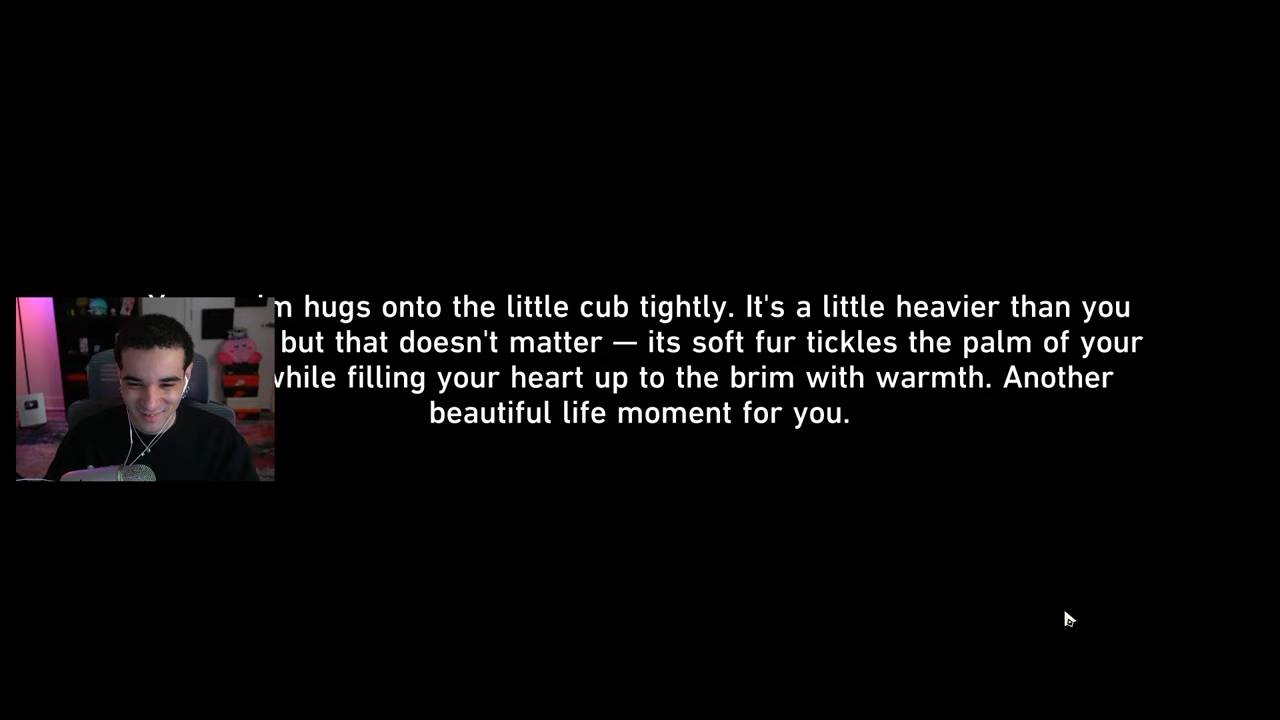 hugs onto the little cub tightly. It's a little heavier than you
but that doesn't matter — its soft fur tickles the palm of your
while filling your heart up to the brim with warmth. Another
beautiful life moment for you.